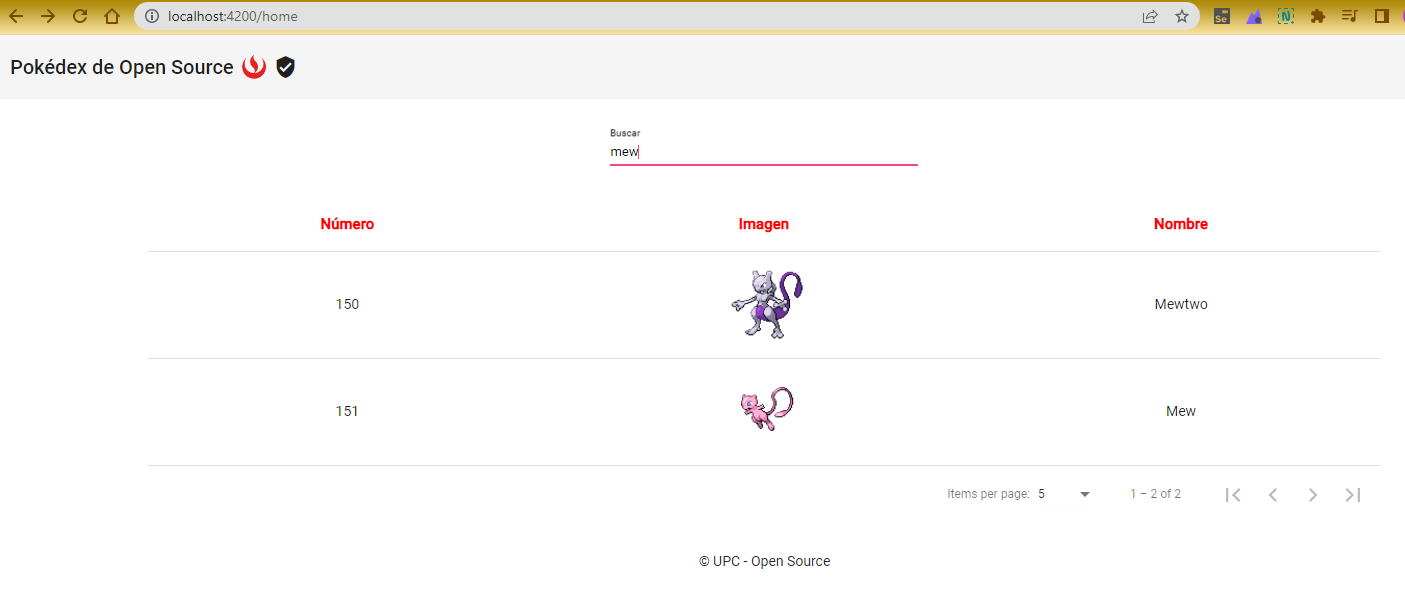 localhost:4200/home
Se
N
Pokédex de Open Source
Buscar
mew
Número Imagen Nombre
150 Mewtwo
151 Mew
Items per page: 5 1 – 2 of 2
© UPC - Open Source